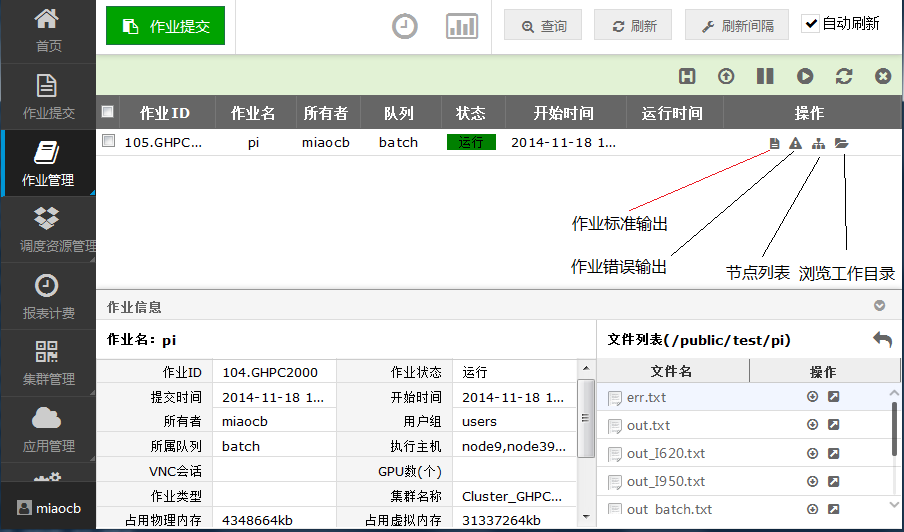 首页
作业提交
作业管理
调度资源管理
报表计费
集群管理
应用管理
miaocb
作业提交
查询
刷新
刷新间隔
自动刷新
作业ID 作业名 所有者 队列 状态 开始时间 运行时间 操作
105.GHPC... pi miaocb batch 运行 2014-11-18 1...
作业标准输出
作业错误输出
节点列表
浏览工作目录
作业信息
作业名：pi
作业ID 104.GHPC2000 作业状态 运行
提交时间 2014-11-18 1... 开始时间 2014-11-18 1...
所有者 miaocb 用户组 users
所属队列 batch 执行主机 node9,node39...
VNC会话 GPU数(个)
作业类型 集群名称 Cluster_GHPC...
占用物理内存 4348664kb 占用虚拟内存 31337264kb
文件列表(/public/test/pi)
文件名 操作
err.txt
out.txt
out_I620.txt
out_I950.txt
out_batch.txt